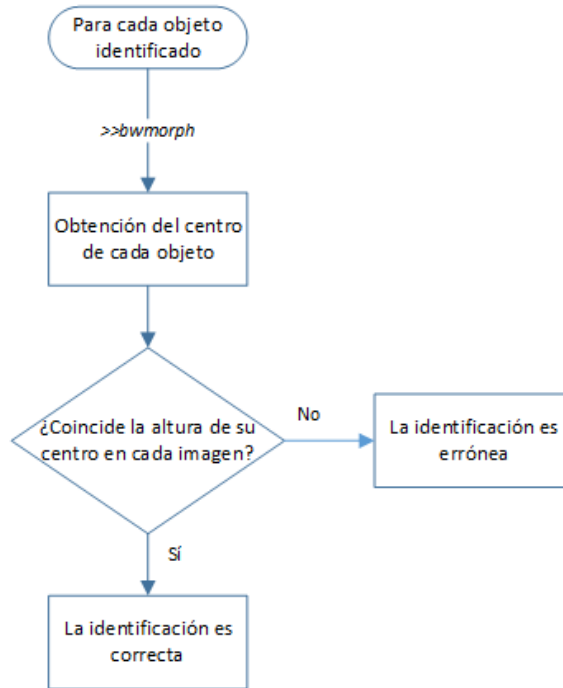 Para cada objeto
identificado
>>bwmorph
Obtención del centro
de cada objeto
¿Coincide la altura de su
centro en cada imagen?
No
La identificación es
errónea
Sí
La identificación es
correcta